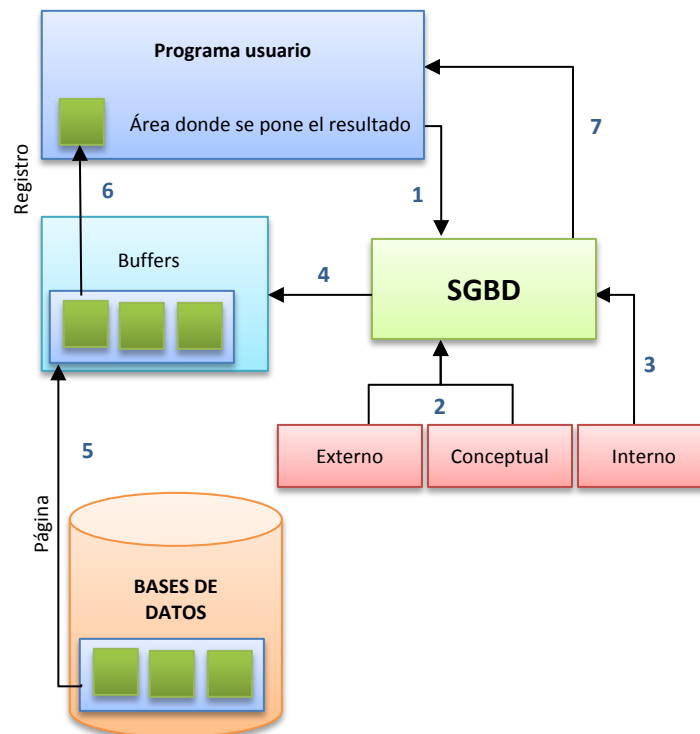 Programa usuario
Área donde se pone el resultado
7
Registro
6
1
Buffers
4
SGBD
3
2
Externo
Conceptual
Interno
5
Página
BASES DE
DATOS